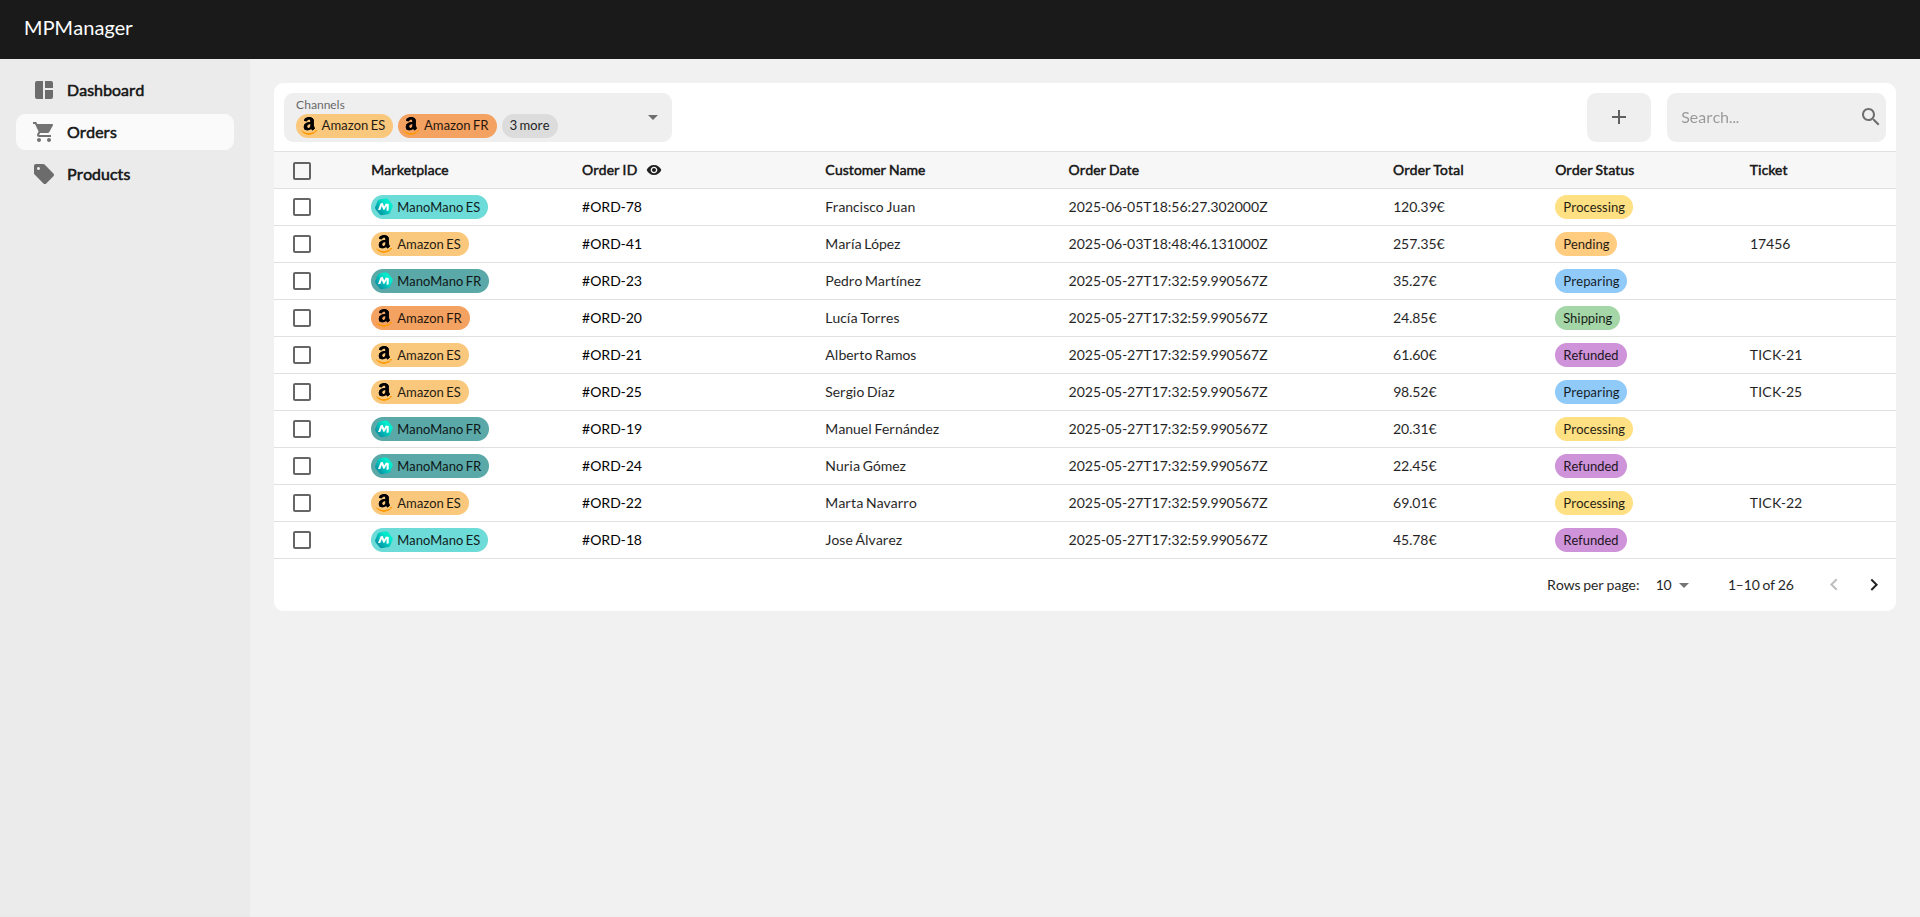 MPManager
Dashboard
Orders
Products
Channels
Amazon ES Amazon FR 3 more
Search...
Marketplace Order ID Customer Name Order Date Order Total Order Status Ticket
ManoMano ES #ORD-78 Francisco Juan 2025-06-05T18:56:27.302000Z 120.39€ Processing
Amazon ES #ORD-41 María López 2025-06-03T18:48:46.131000Z 257.35€ Pending 17456
ManoMano FR #ORD-23 Pedro Martínez 2025-05-27T17:32:59.990567Z 35.27€ Preparing
Amazon FR #ORD-20 Lucía Torres 2025-05-27T17:32:59.990567Z 24.85€ Shipping
Amazon ES #ORD-21 Alberto Ramos 2025-05-27T17:32:59.990567Z 61.60€ Refunded TICK-21
Amazon ES #ORD-25 Sergio Díaz 2025-05-27T17:32:59.990567Z 98.52€ Preparing TICK-25
ManoMano FR #ORD-19 Manuel Fernández 2025-05-27T17:32:59.990567Z 20.31€ Processing
ManoMano FR #ORD-24 Nuria Gómez 2025-05-27T17:32:59.990567Z 22.45€ Refunded
Amazon ES #ORD-22 Marta Navarro 2025-05-27T17:32:59.990567Z 69.01€ Processing TICK-22
ManoMano ES #ORD-18 Jose Álvarez 2025-05-27T17:32:59.990567Z 45.78€ Refunded
Rows per page: 10 1–10 of 26